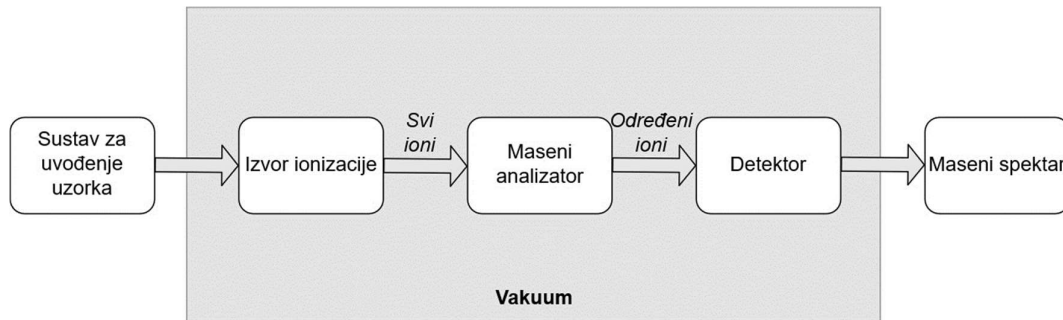 Sustav za
uvođenje
uzorka
Izvor ionizacije
Svi
ioni
Maseni
analizator
Određeni
ioni
Detektor
Maseni spektar
Vakuum